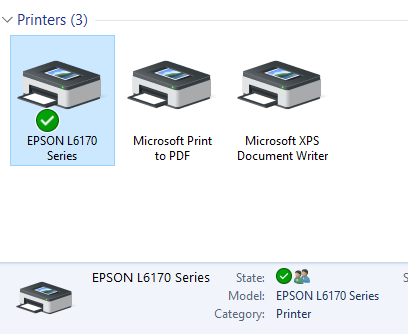 Printers (3)
EPSON L6170
Series
Microsoft Print
to PDF
Microsoft XPS
Document Writer
EPSON L6170 Series
State:
Model: EPSON L6170 Series
Category: Printer
S